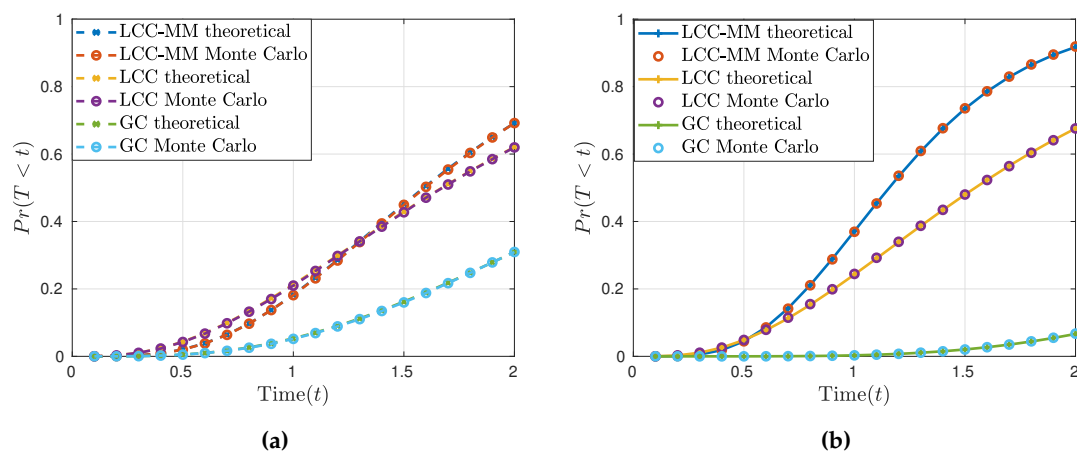 1
0.8
0.6
0.4
0.2
0
Pr(T < t)
LCC-MM theoretical
LCC-MM Monte Carlo
LCC theoretical
LCC Monte Carlo
GC theoretical
GC Monte Carlo
0 0.5 1 1.5 2
Time(t)
(a)
1
0.8
0.6
0.4
0.2
0
Pr(T < t)
LCC-MM theoretical
LCC-MM Monte Carlo
LCC theoretical
LCC Monte Carlo
GC theoretical
GC Monte Carlo
0 0.5 1 1.5 2
Time(t)
(b)